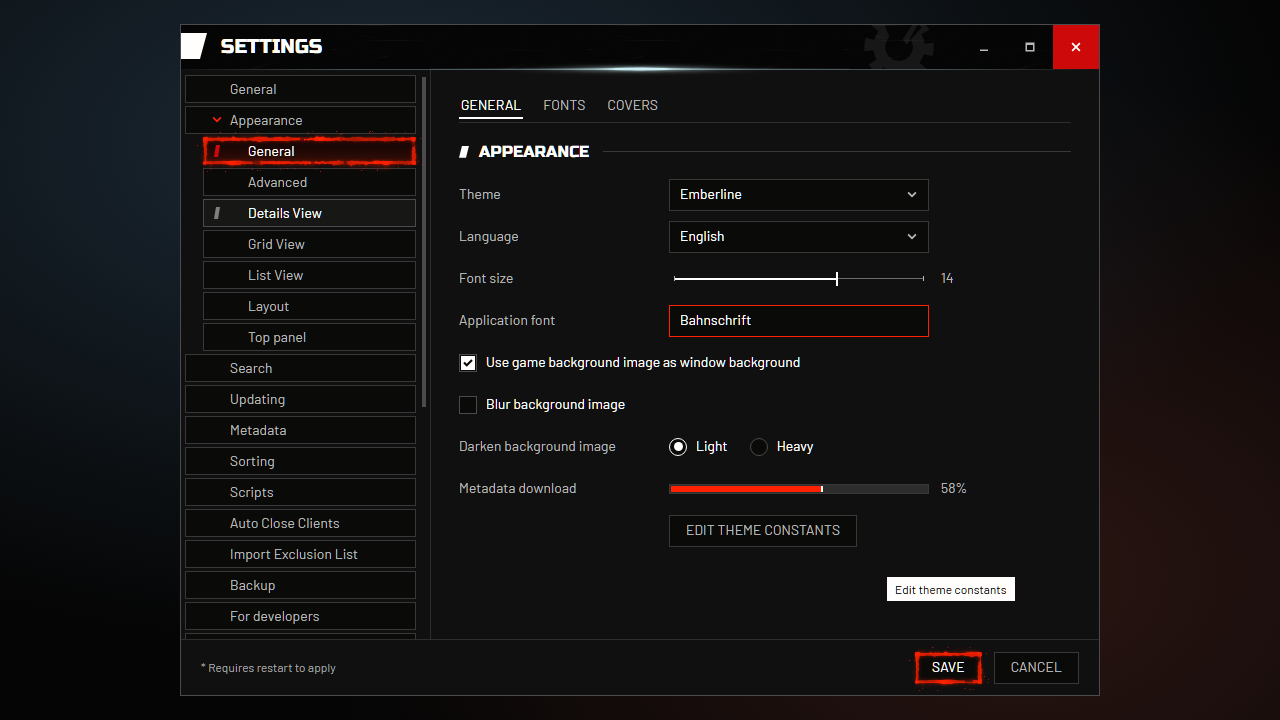 SETTINGS
General
Appearance
General
Advanced
Details View
Grid View
List View
Layout
Top panel
Search
Updating
Metadata
Sorting
Scripts
Auto Close Clients
Import Exclusion List
Backup
For developers
GENERAL FONTS COVERS
APPEARANCE
Theme Emberline
Language English
Font size 14
Application font Bahnschrift
Use game background image as window background
Blur background image
Darken background image Light Heavy
Metadata download 58%
EDIT THEME CONSTANTS
Edit theme constants
* Requires restart to apply
SAVE CANCEL